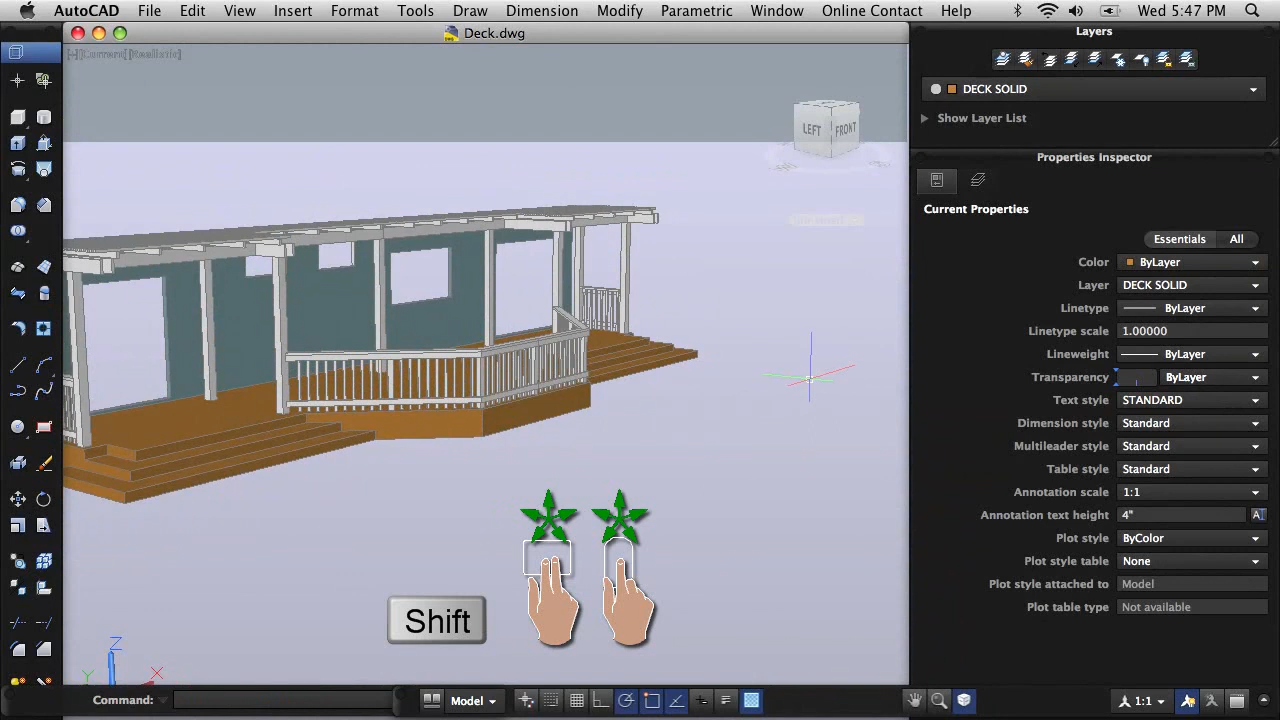 AutoCAD File Edit View Insert Format Tools Draw Dimension Modify Parametric Window Online Contact Help Wed 5:47 PM
Deck.dwg
[-][Current][Realistic]
LEFT FRONT
Layers
DECK SOLID
Show Layer List
Properties Inspector
Current Properties
Essentials All
Color ByLayer
Layer DECK SOLID
Linetype ByLayer
Linetype scale 1.00000
Lineweight ByLayer
Transparency ByLayer
Text style STANDARD
Dimension style Standard
Multileader style Standard
Table style Standard
Annotation scale 1:1
Annotation text height 4"
Plot style ByColor
Plot style table None
Plot style attached to Model
Plot table type Not available
Shift
Z
Y X
Command: Model 1:1